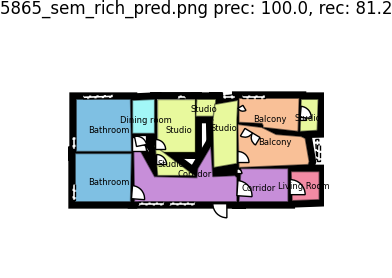 5865_sem_rich_pred.png prec: 100.0, rec: 81.2
Studio
Dining room
Balcony
Studio
Bathroom
Studio
Studio
Balcony
Studio
Corridor
Bathroom
Corridor
Living Room